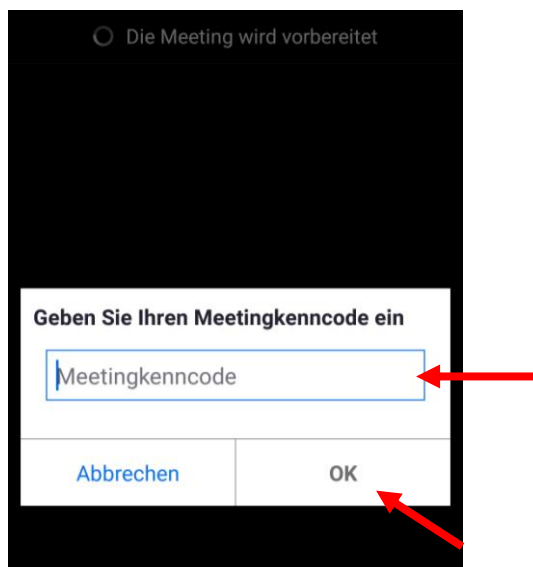 Die Meeting wird vorbereitet
Geben Sie Ihren Meetingkenncode ein
Meetingkenncode
Abbrechen
OK